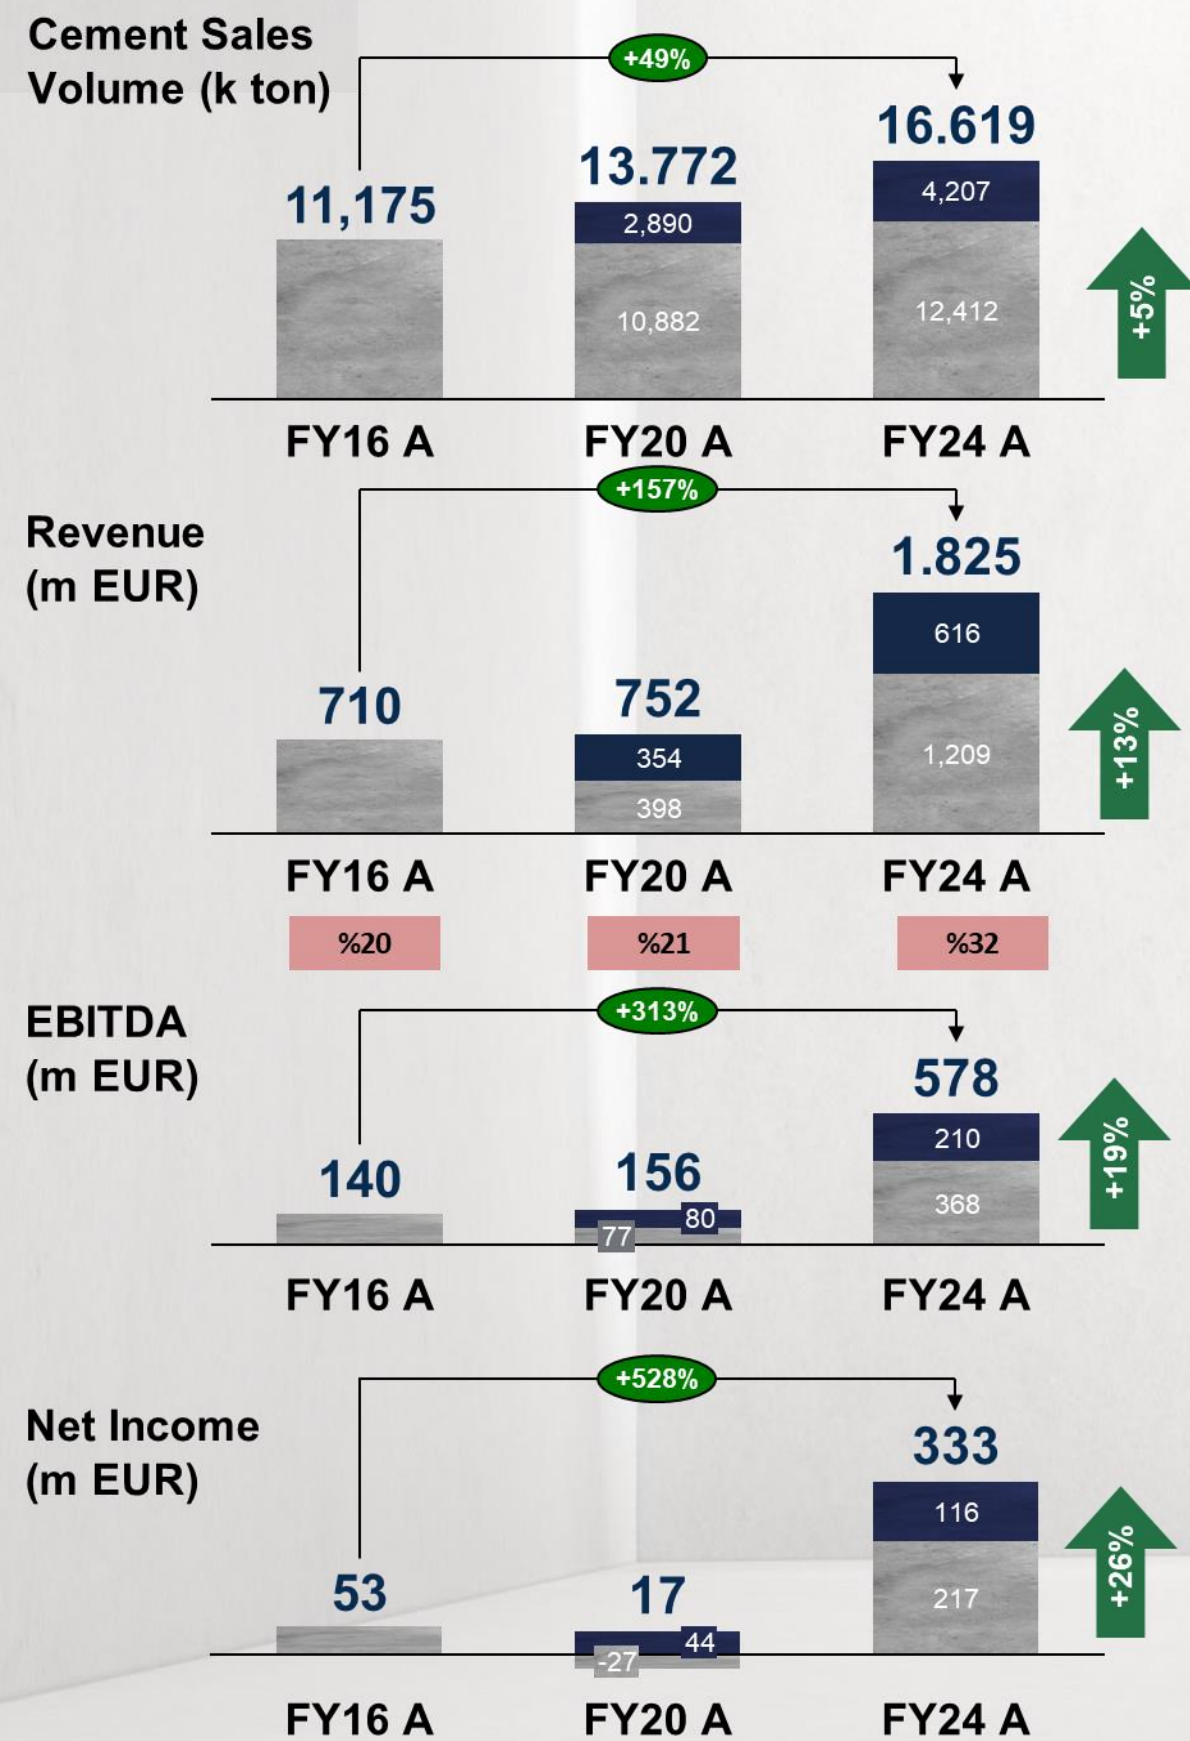 Cement Sales
Volume (k ton)
+49%
11,175
13.772
16.619
2,890
4,207
10,882
12,412
+5%
FY16 A
FY20 A
FY24 A
Revenue
(m EUR)
+157%
710
752
1.825
354
616
398
1,209
+13%
FY16 A
FY20 A
FY24 A
%20
%21
%32
EBITDA
(m EUR)
+313%
140
156
578
80
210
77
368
+19%
FY16 A
FY20 A
FY24 A
Net Income
(m EUR)
+528%
53
17
333
44
116
-27
217
+26%
FY16 A
FY20 A
FY24 A